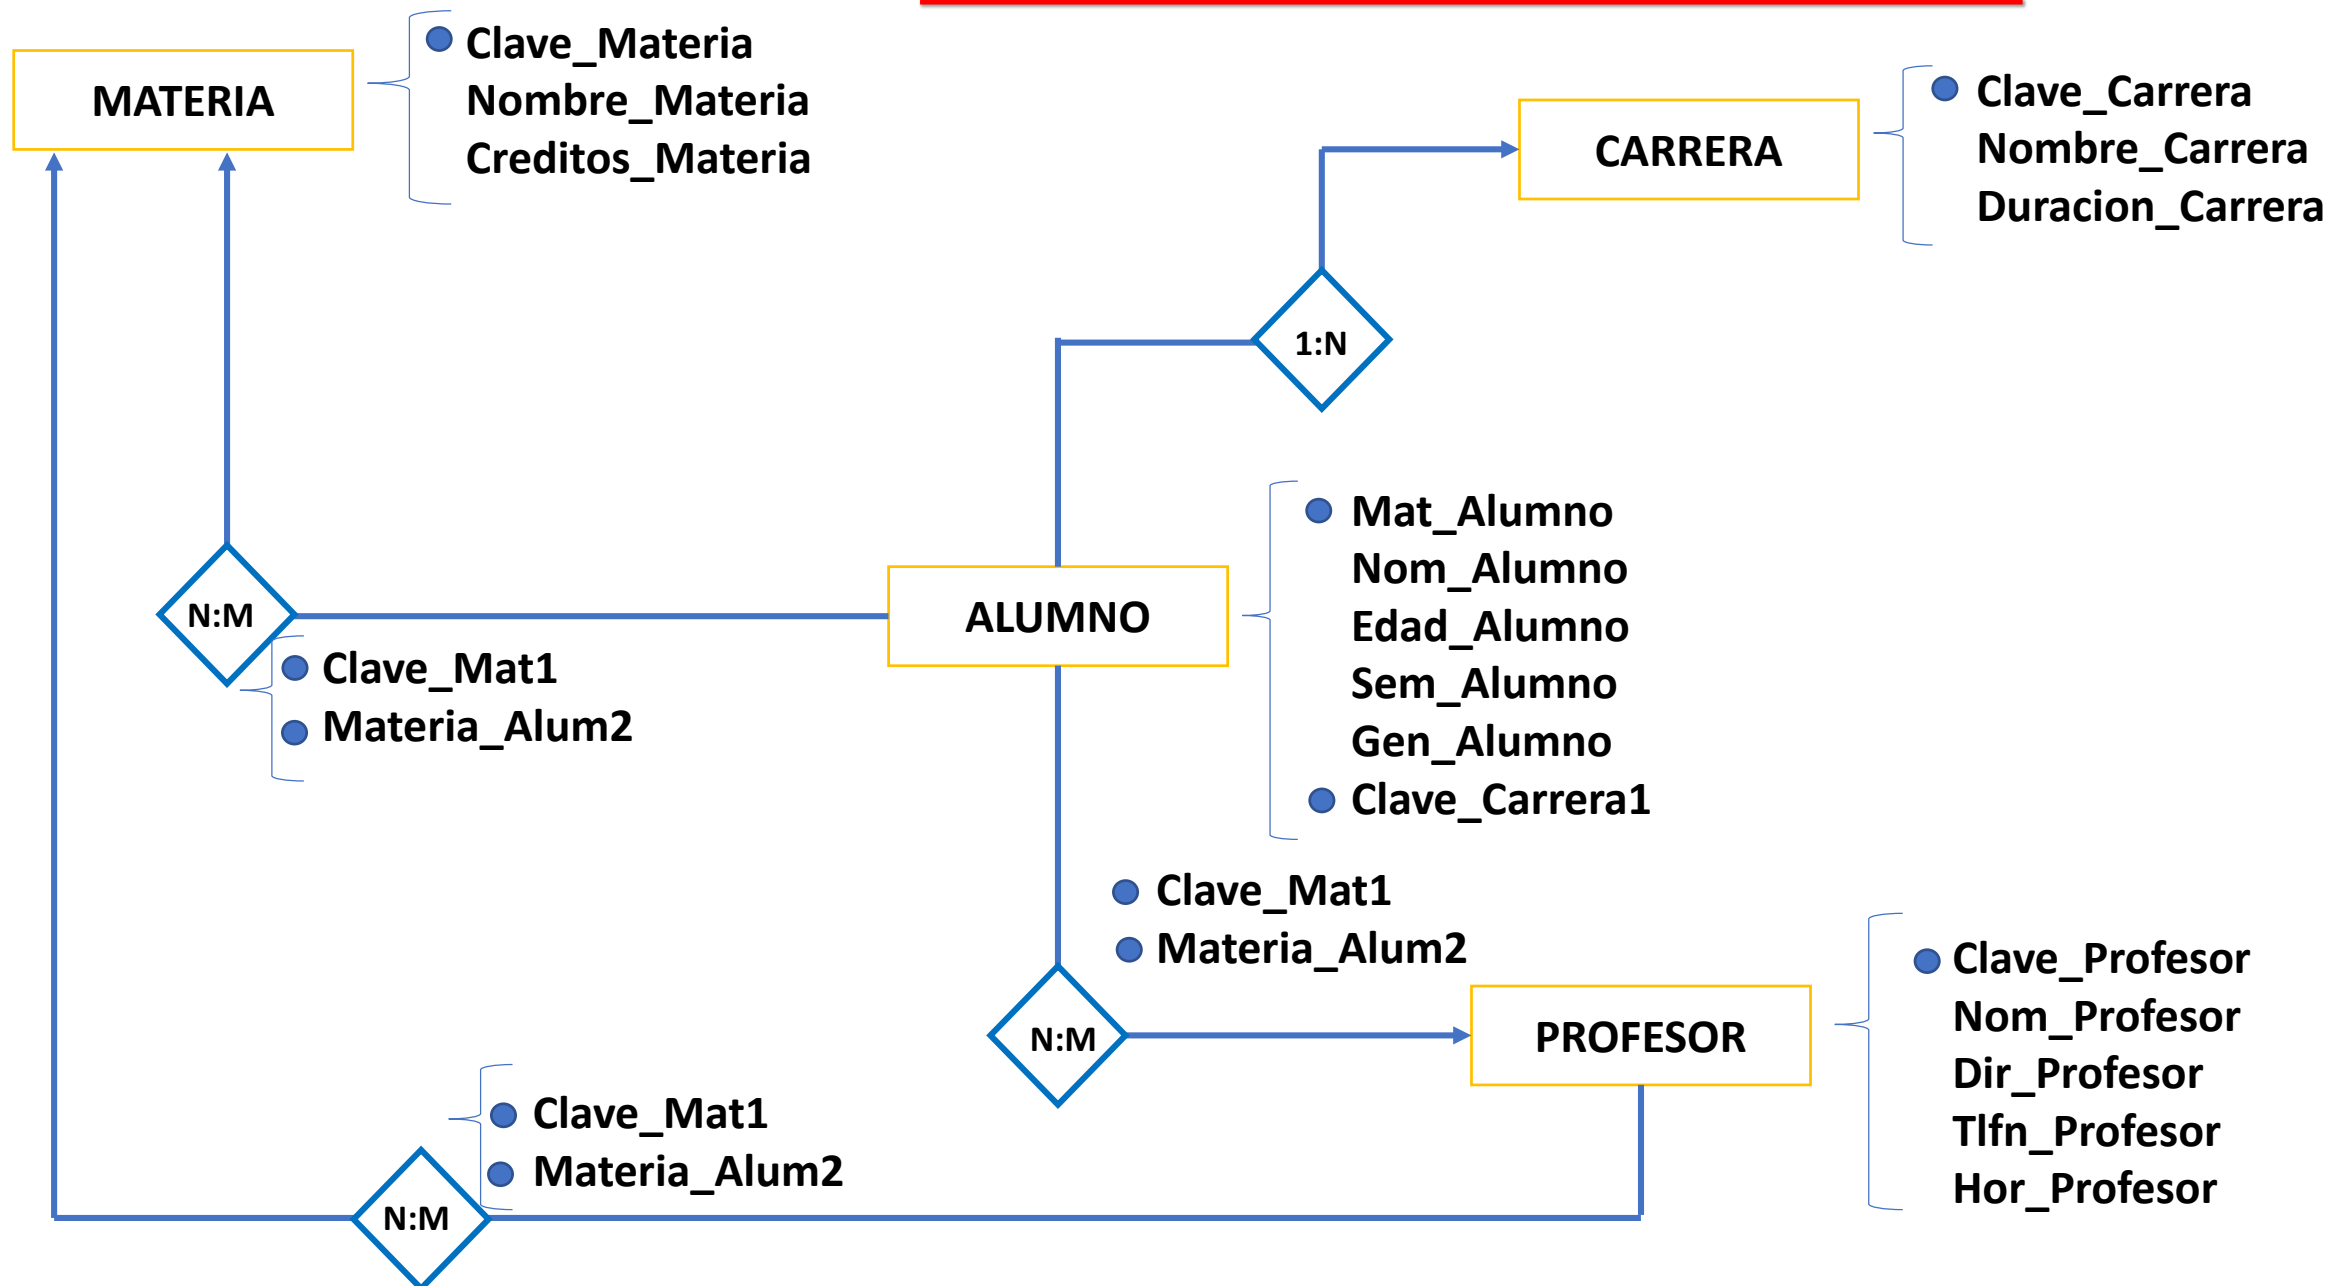 MATERIA
Clave_Materia
Nombre_Materia
Creditos_Materia
CARRERA
Clave_Carrera
Nombre_Carrera
Duracion_Carrera
1:N
N:M
Clave_Mat1
Materia_Alum2
ALUMNO
Mat_Alumno
Nom_Alumno
Edad_Alumno
Sem_Alumno
Gen_Alumno
Clave_Carrera1
Clave_Mat1
Materia_Alum2
N:M
PROFESOR
Clave_Profesor
Nom_Profesor
Dir_Profesor
Tlfn_Profesor
Hor_Profesor
Clave_Mat1
Materia_Alum2
N:M